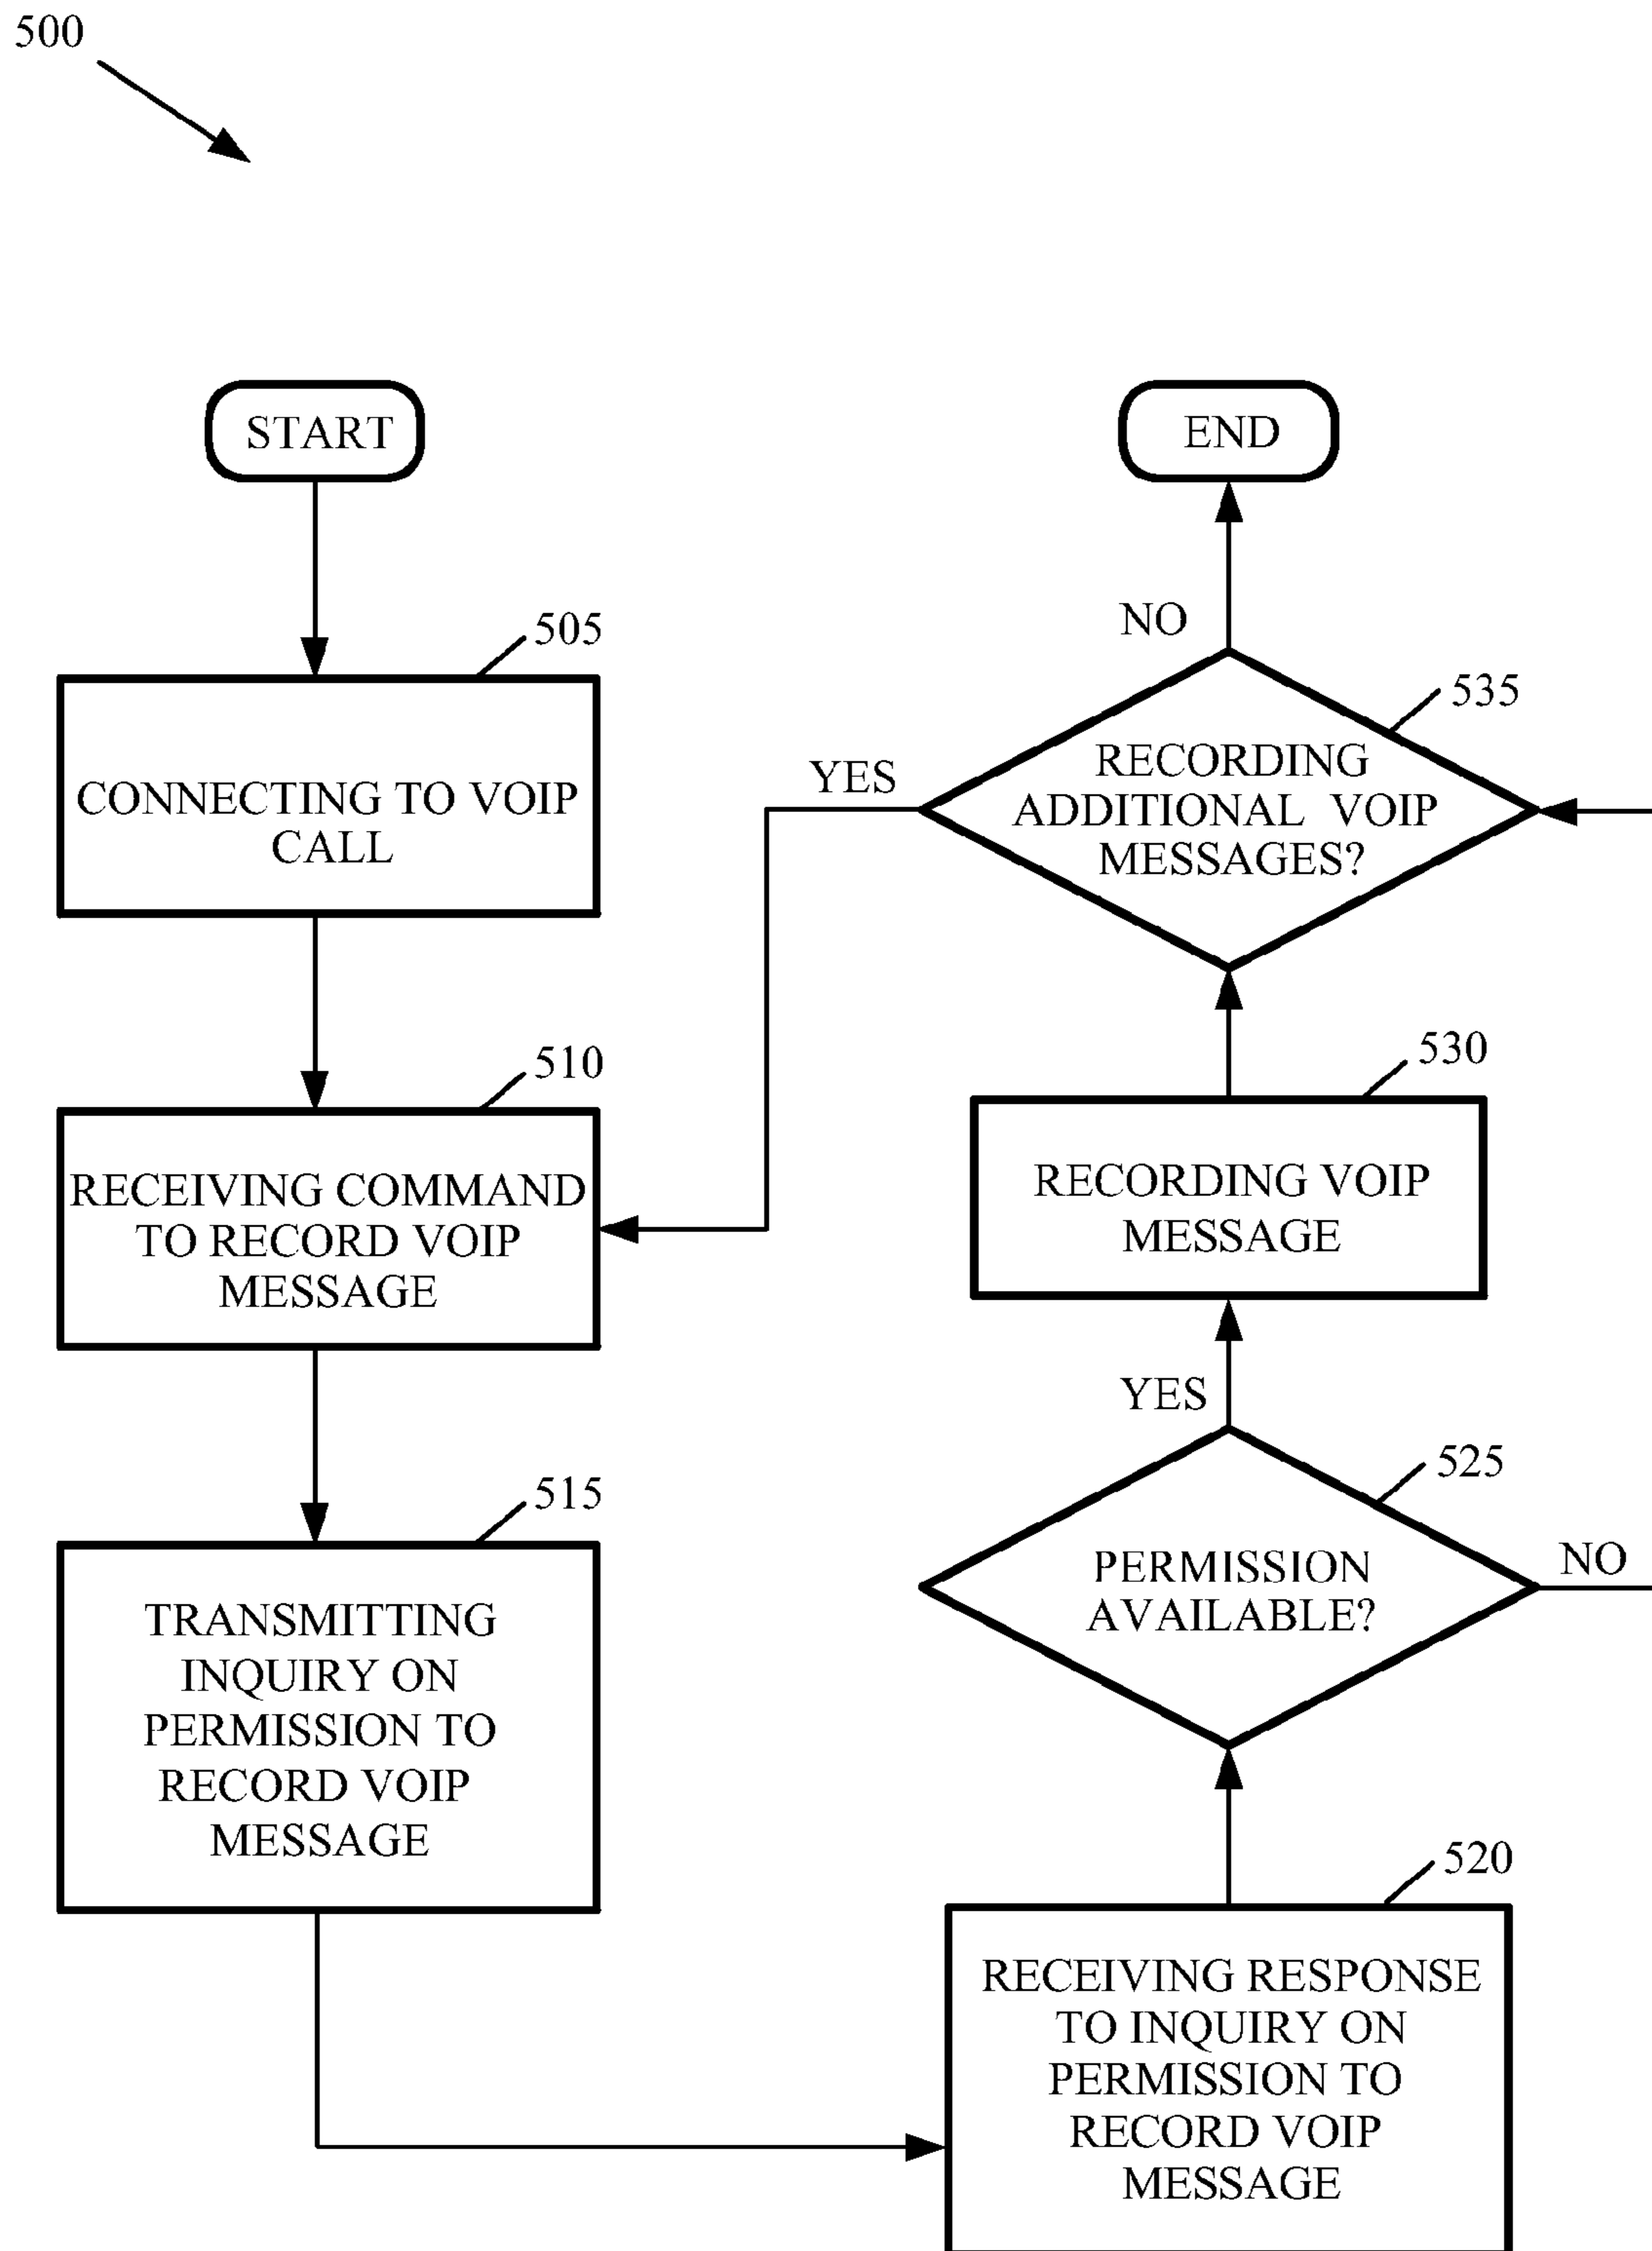 500
START
505
CONNECTING TO VOIP
CALL
510
RECEIVING COMMAND
TO RECORD VOIP
MESSAGE
515
TRANSMITTING
INQUIRY ON
PERMISSION TO
RECORD VOIP
MESSAGE
520
RECEIVING RESPONSE
TO INQUIRY ON
PERMISSION TO
RECORD VOIP
MESSAGE
525
PERMISSION
AVAILABLE?
NO
YES
530
RECORDING VOIP
MESSAGE
535
RECORDING
ADDITIONAL VOIP
MESSAGES?
YES
NO
END